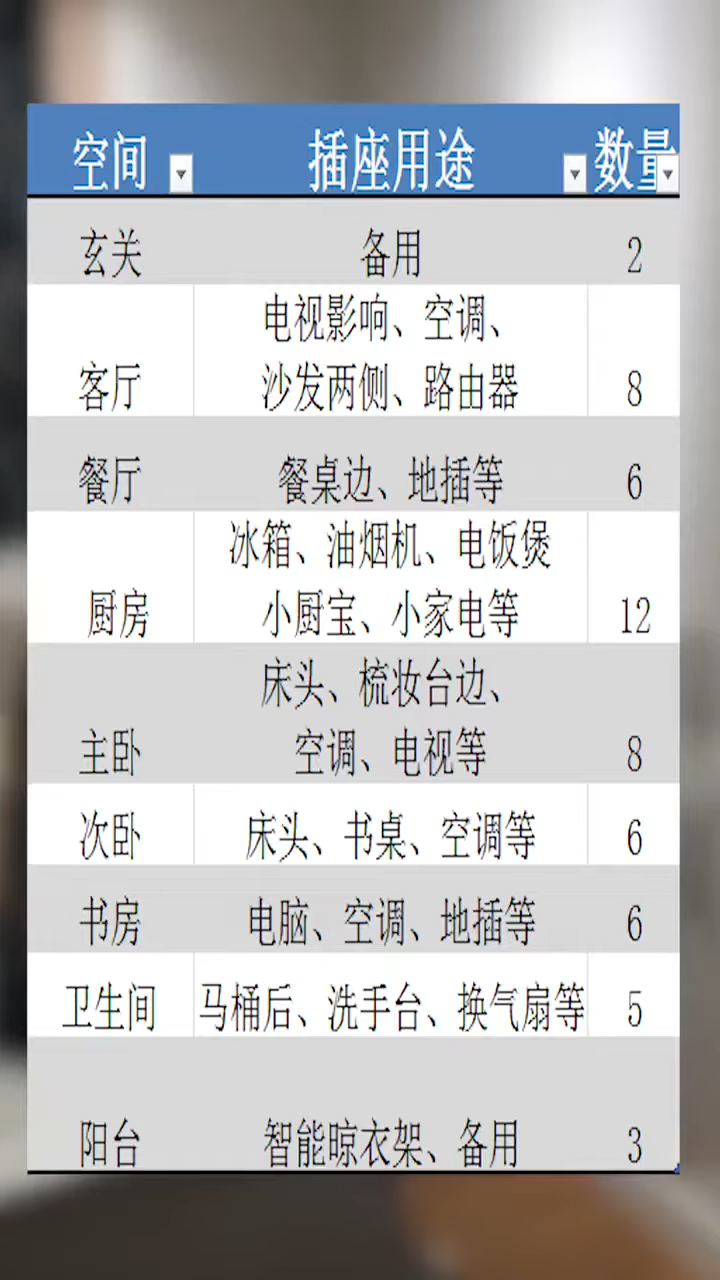 空间 插座用途 数量
玄关 备用 2
电视影响、空调、
客厅 沙发两侧、路由器 8
餐厅 餐桌边、地插等 6
冰箱、油烟机、电饭煲
厨房 小厨宝、小家电等 12
床头、梳妆台边、
主卧 空调、电视等 8
次卧 床头、书桌、空调等 6
书房 电脑、空调、地插等 6
卫生间 马桶后、洗手台、换气扇等 5
阳台 智能晾衣架、备用 3